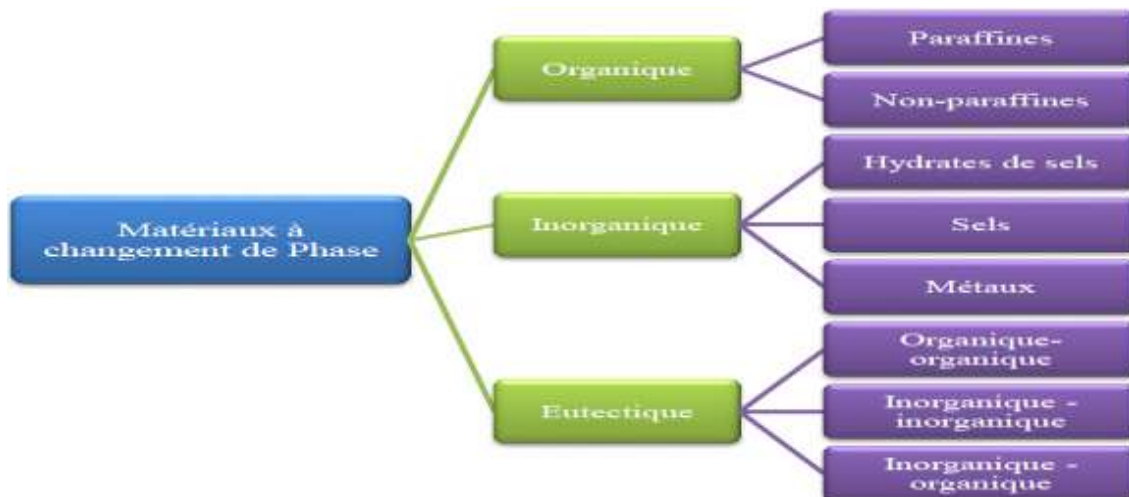 Matériaux à
changement de Phase
Organique
Paraffines
Non-paraffines
Inorganique
Hydrates de sels
Sels
Métaux
Eutectique
Organique-
organique
Inorganique -
inorganique
Inorganique -
organique